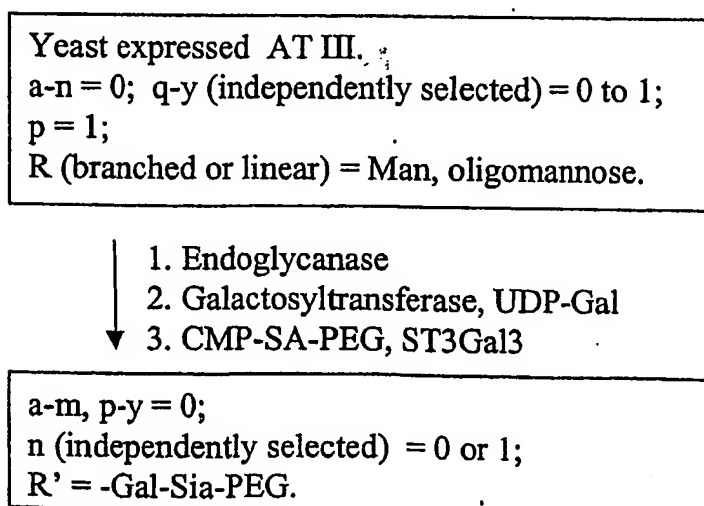 Yeast expressed AT III.
a-n = 0; q-y (independently selected) = 0 to 1;
p = 1;
R (branched or linear) = Man, oligomannose.
1. Endoglycanase
2. Galactosyltransferase, UDP-Gal
3. CMP-SA-PEG, ST3Gal3
a-m, p-y = 0;
n (independently selected) = 0 or 1;
R' = -Gal-Sia-PEG.